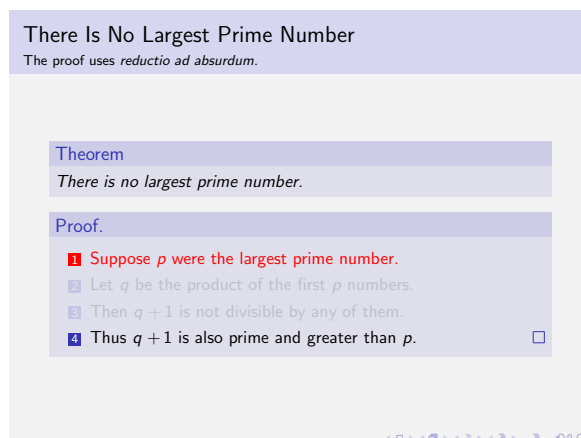 There Is No Largest Prime Number
The proof uses reductio ad absurdum.
Theorem
There is no largest prime number.
Proof.
1 Suppose p were the largest prime number.
2 Let q be the product of the first p numbers.
3 Then q + 1 is not divisible by any of them.
4 Thus q + 1 is also prime and greater than p. □